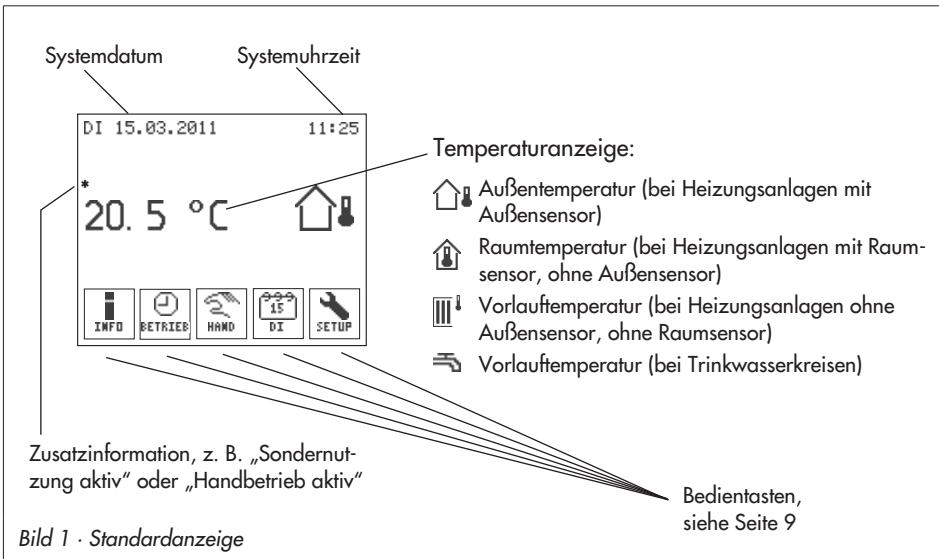 Systemdatum
Systemuhrzeit
DI 15.03.2011 11:25
*
20.5 °C
INFO
BETRIEB
HAND
15
DI
SETUP
Temperaturanzeige:
Außentemperatur (bei Heizungsanlagen mit
Außensensor)
Raumtemperatur (bei Heizungsanlagen mit Raum-
sensor, ohne Außensensor)
Vorlauftemperatur (bei Heizungsanlagen ohne
Außensensor, ohne Raumsensor)
Vorlauftemperatur (bei Trinkwasserkreisen)
Zusatzinformation, z. B. „Sondernut-
zung aktiv“ oder „Handbetrieb aktiv“
Bedientasten,
siehe Seite 9
Bild 1 · Standardanzeige